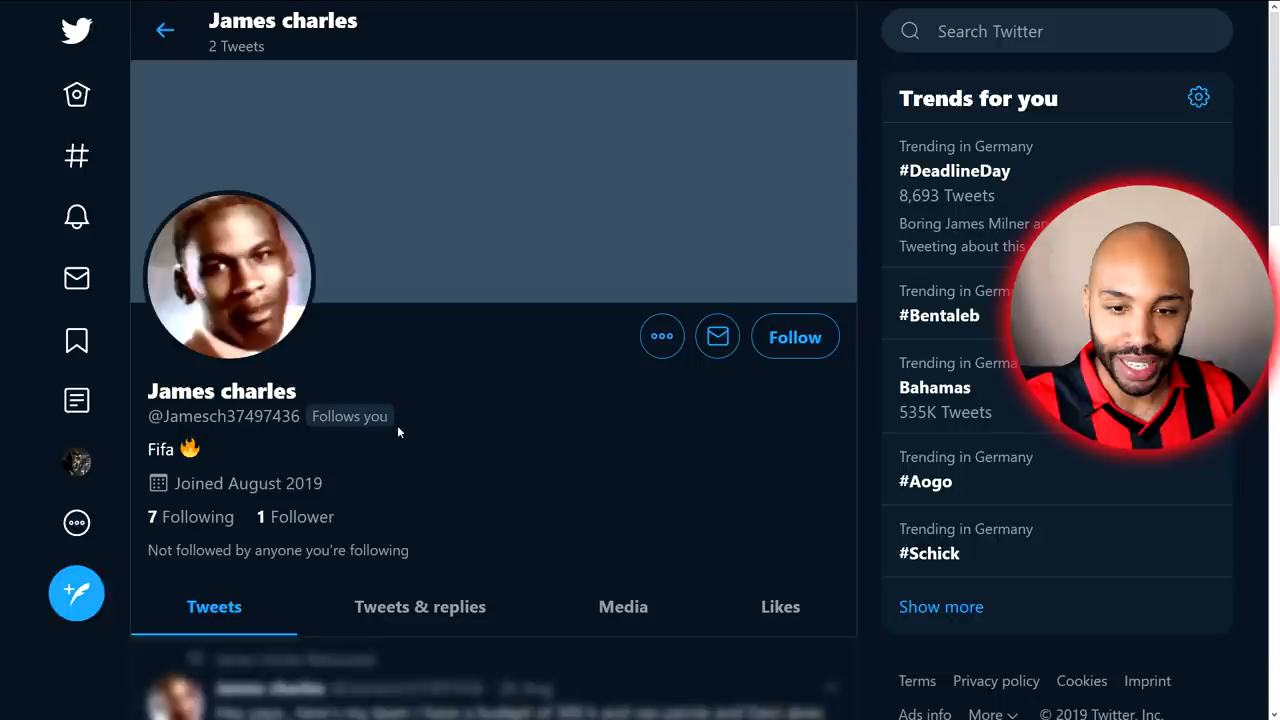 James charles
2 Tweets
Search Twitter
Trends for you
Trending in Germany
#DeadlineDay
8,693 Tweets
Boring James Milner
Tweeting about this
Trending in
#Bentaleb
Trending in
Bahamas
535K Tweets
Trending in Germany
#Aogo
Trending in Germany
#Schick
Show more
Follow
James charles
@Jamesch37497436 Follows you
Fifa 🔥
Joined August 2019
7 Following 1 Follower
Not followed by anyone you're following
Tweets Tweets & replies Media Likes
Terms Privacy policy Cookies Imprint
Ads info More © 2019 Twitter, Inc.